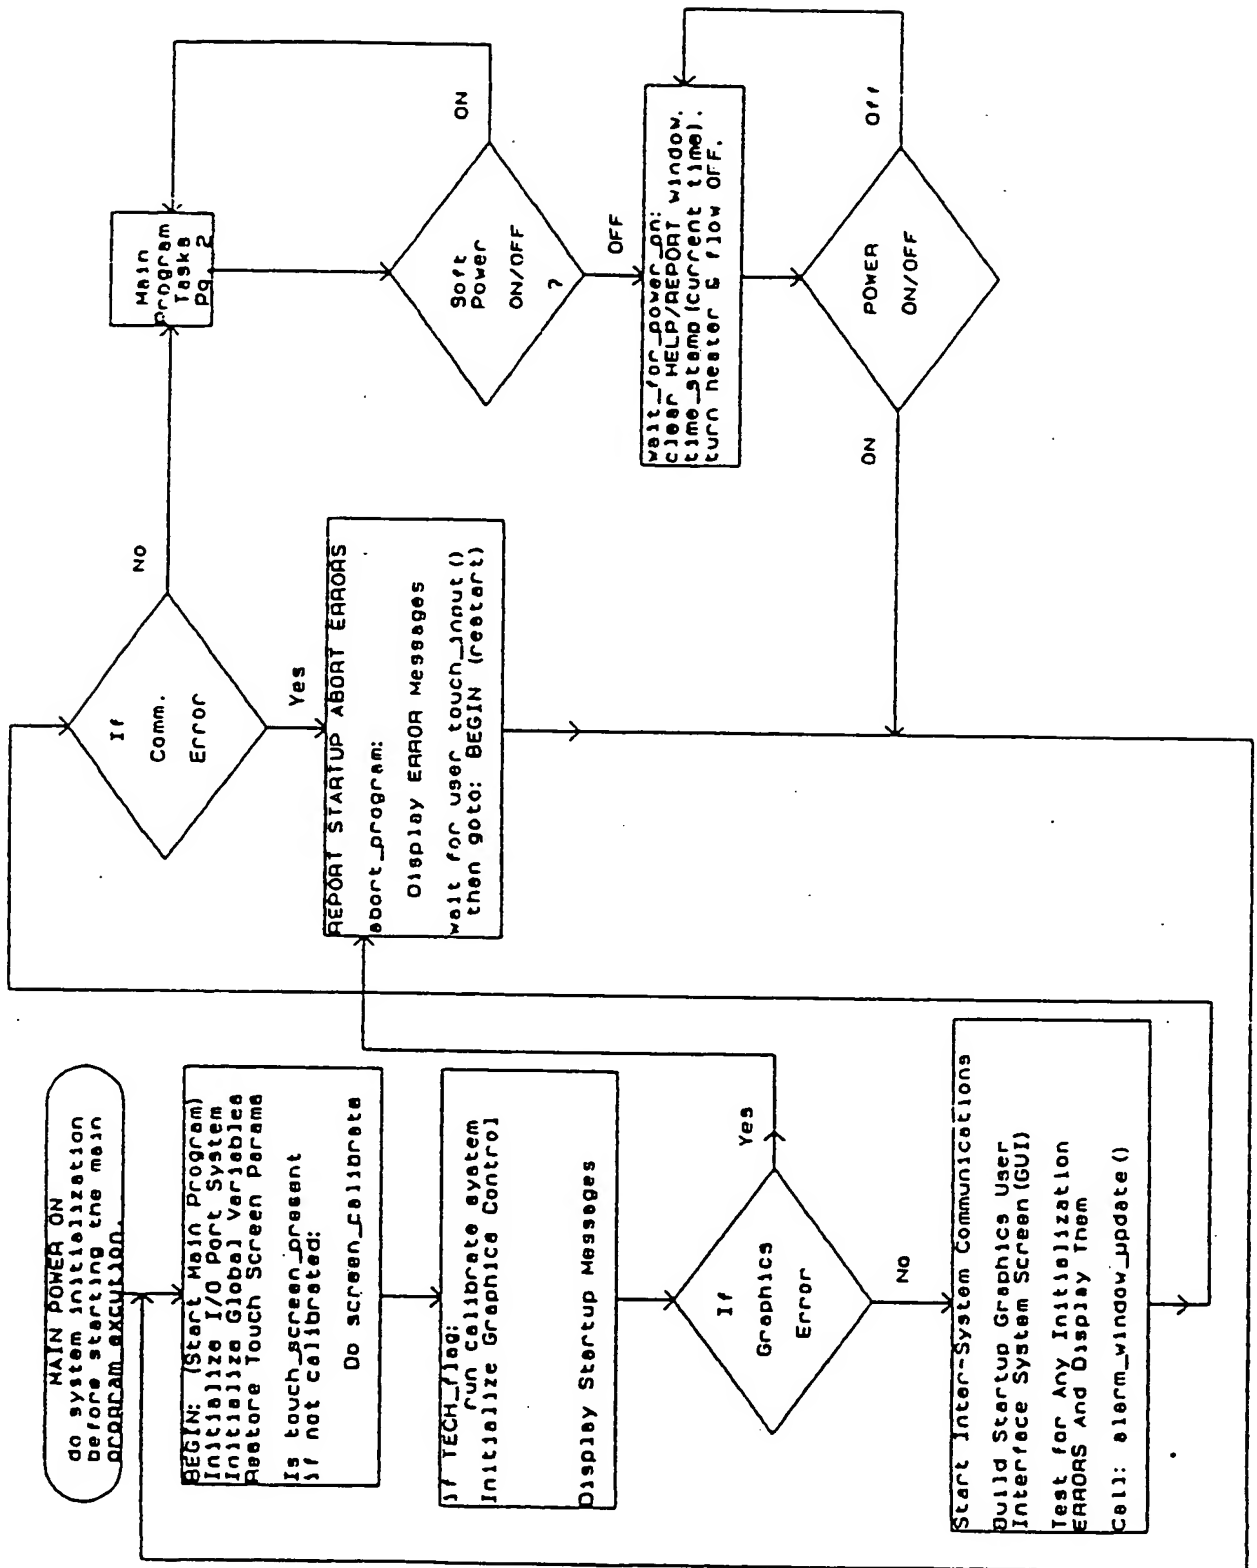 MAIN POWER ON
do system initialization
before starting the main
program excution.
BEGIN: (Start Main Program)
Initialize I/O Port System
Initialize Global Variables
Restore Touch Screen Params
Is touch_screen_present
if not calibrated:
Do screen_calibrate
if TECH_flag:
run calibrate system
Initialize Graphics Control
Display Startup Messages
If
Graphics
Error
Yes
No
Start Inter-System Communications
Build Startup Graphics User
Interface System Screen (GUI)
Test for Any Initialization
ERRORS And Display Them
Call: alarm_window_update()
If
Comm.
Error
No
Yes
REPORT STARTUP ABORT ERRORS
abort_program:
Display ERROR Messages
wait for user touch_input()
then goto: BEGIN (restart)
Main
Program
Tasks
Pg 2
Soft
Power
ON/OFF
?
ON
OFF
wait_for_power_on:
clear HELP/REPORT window.
time_stamp (current time).
turn heater & flow OFF.
POWER
ON/OFF
Off
ON